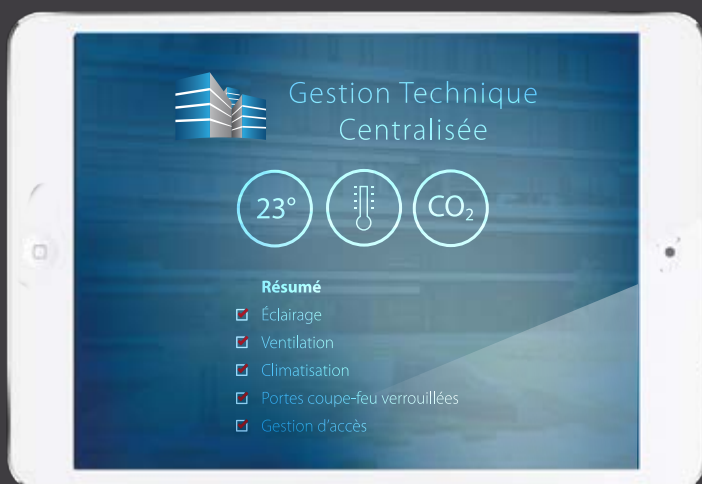 Gestion Technique
Centralisée
23°
CO₂
Résumé
Éclairage
Ventilation
Climatisation
Portes coupe-feu verrouillées
Gestion d'accès